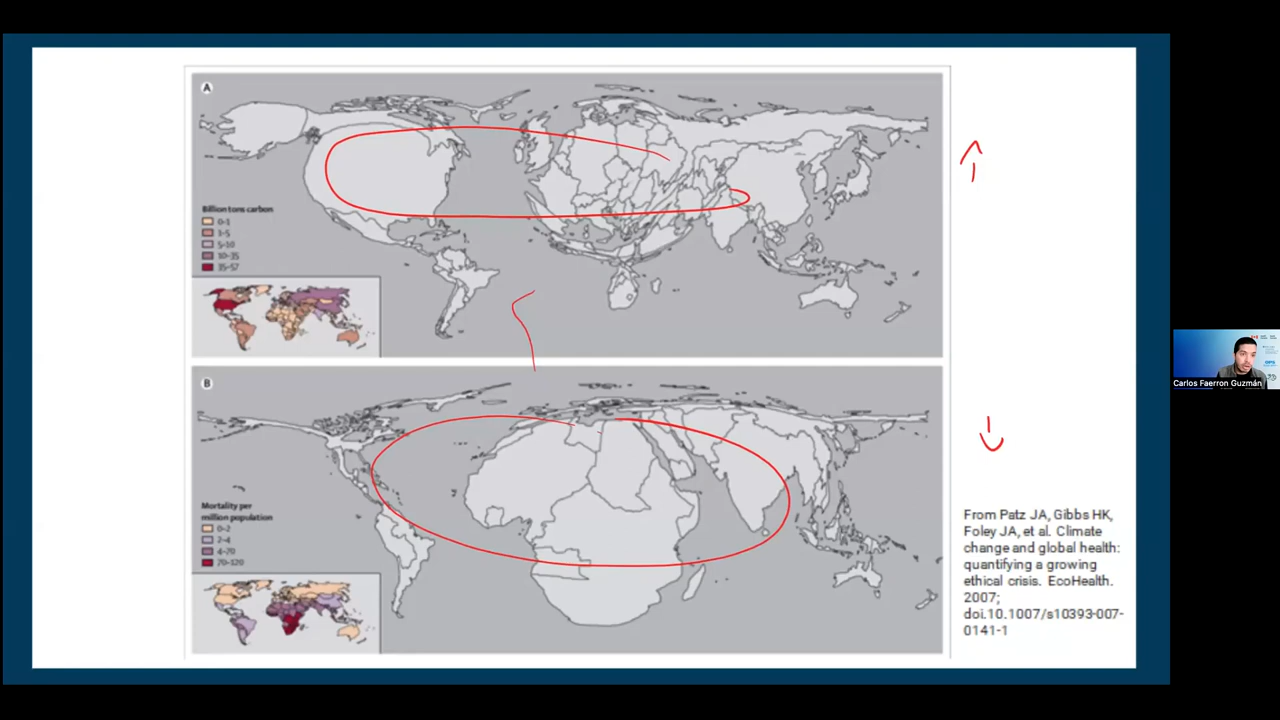 A
Billion tons carbon
0–1
1–5
5–10
10–35
35–57
B
Mortality per
million population
0–2
2–4
4–70
70–120
From Patz JA, Gibbs HK,
Foley JA, et al. Climate
change and global health:
quantifying a growing
ethical crisis. EcoHealth.
2007;
doi.10.1007/s10393-007-
0141-1
Carlos Faerron Guzmán